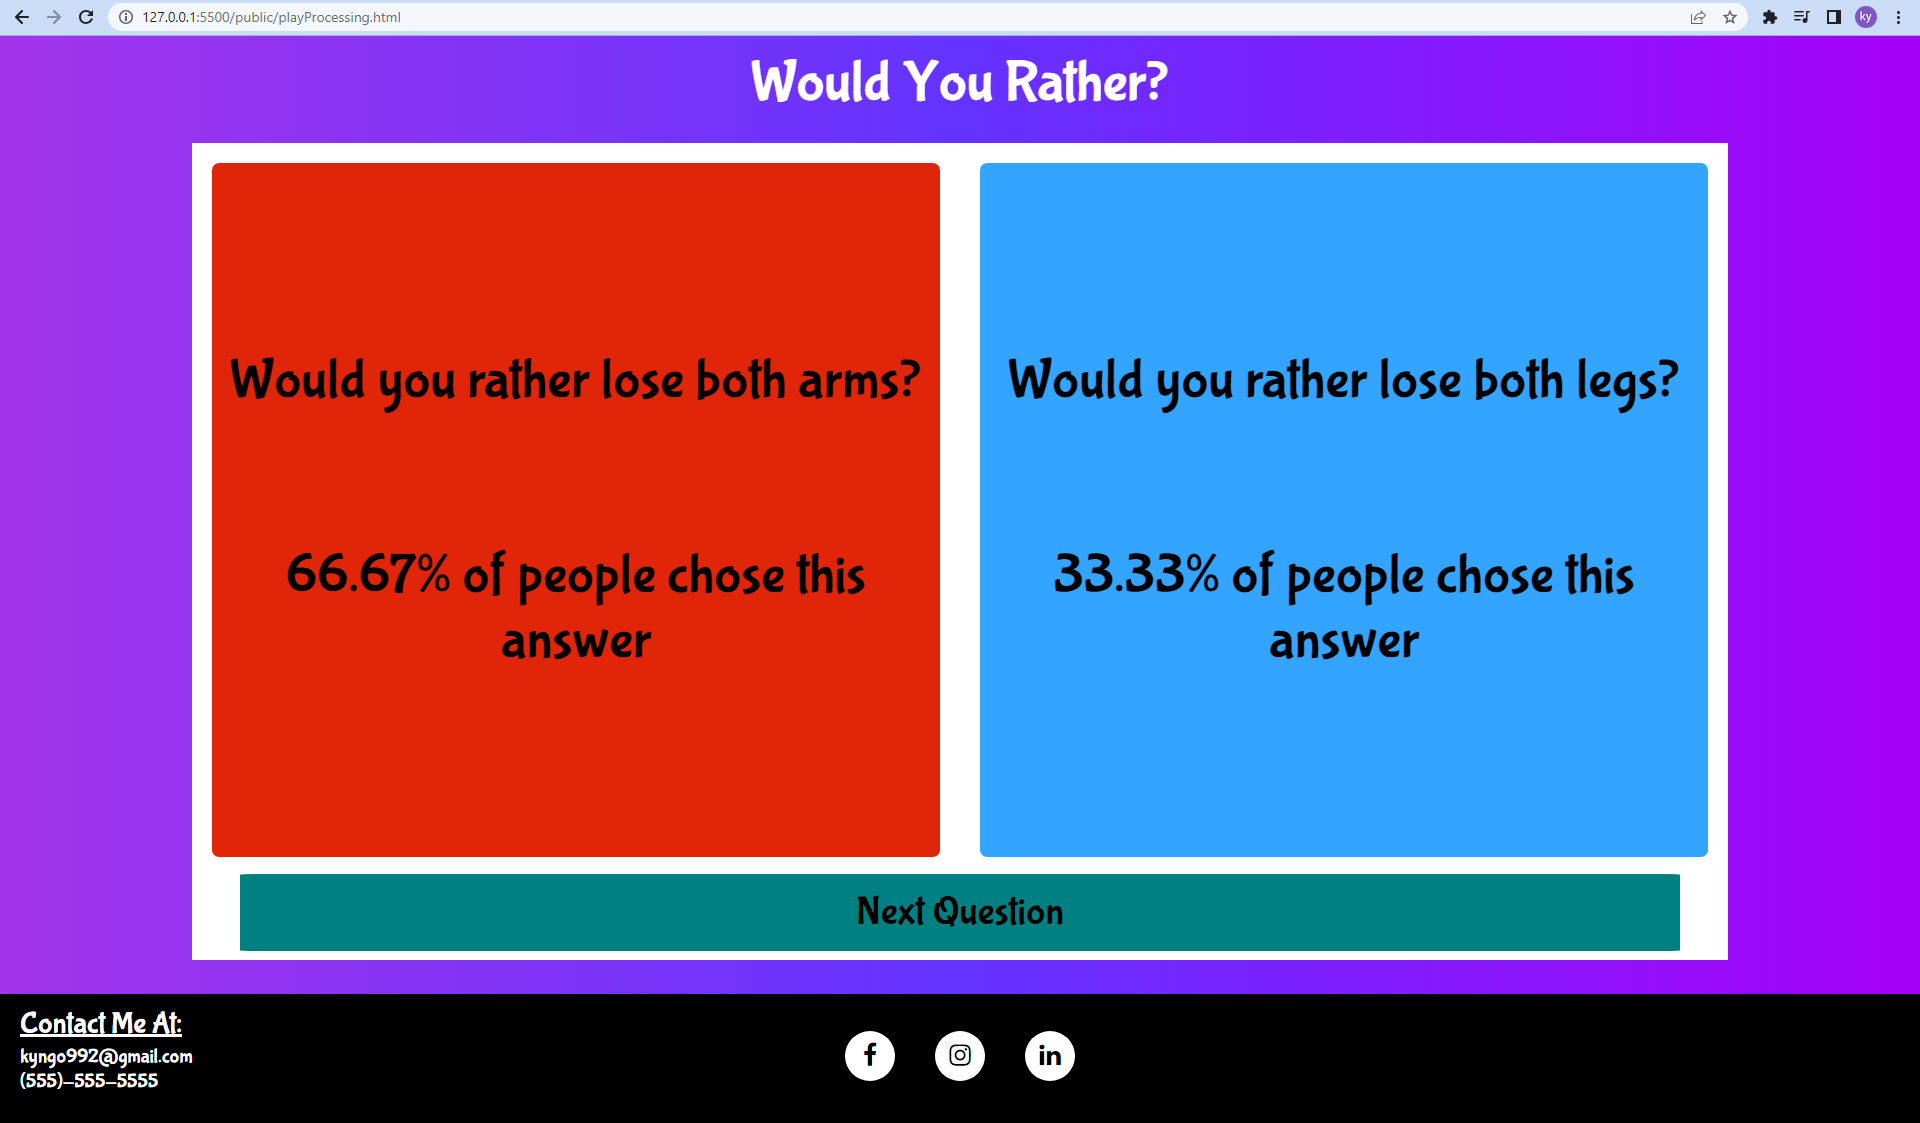 127.0.0.1:5500/public/playProcessing.html
ky
Would You Rather?
Would you rather lose both arms?
66.67% of people chose this
answer
Would you rather lose both legs?
33.33% of people chose this
answer
Next Question
Contact Me At:
kyngo992@gmail.com
(555)-555-5555
f
in